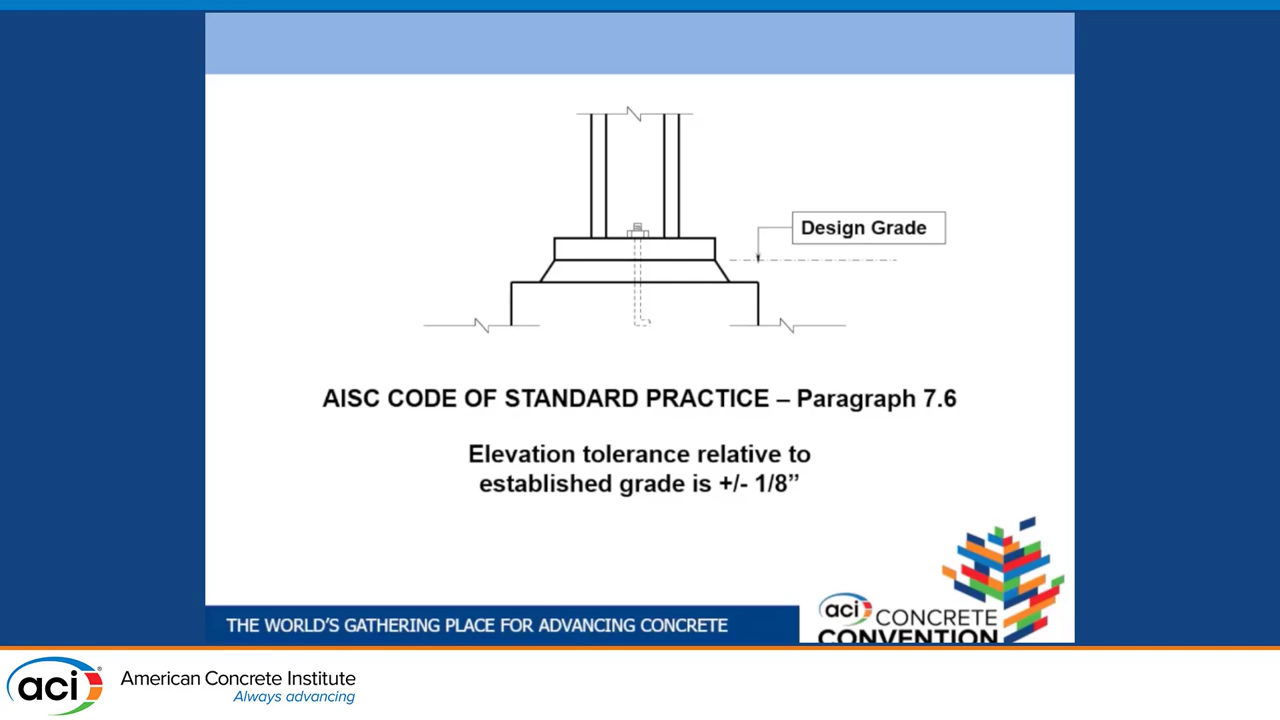 Design Grade
AISC CODE OF STANDARD PRACTICE – Paragraph 7.6
Elevation tolerance relative to
established grade is +/- 1/8”
THE WORLD'S GATHERING PLACE FOR ADVANCING CONCRETE
aci CONCRETE
CONVENTION
aci ® American Concrete Institute
Always advancing